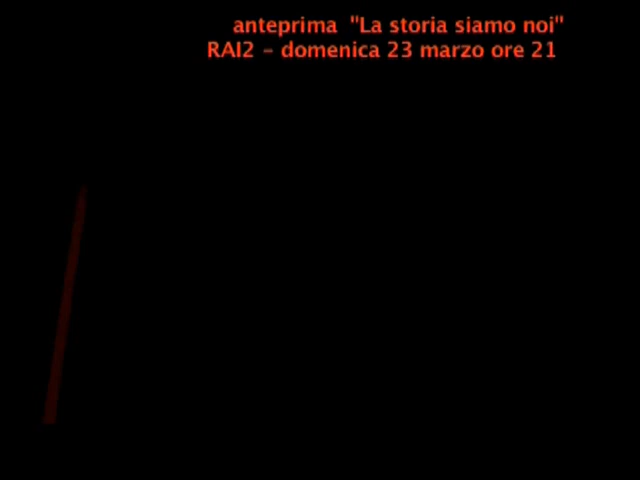 anteprima "La storia siamo noi"
RAI2 - domenica 23 marzo ore 21